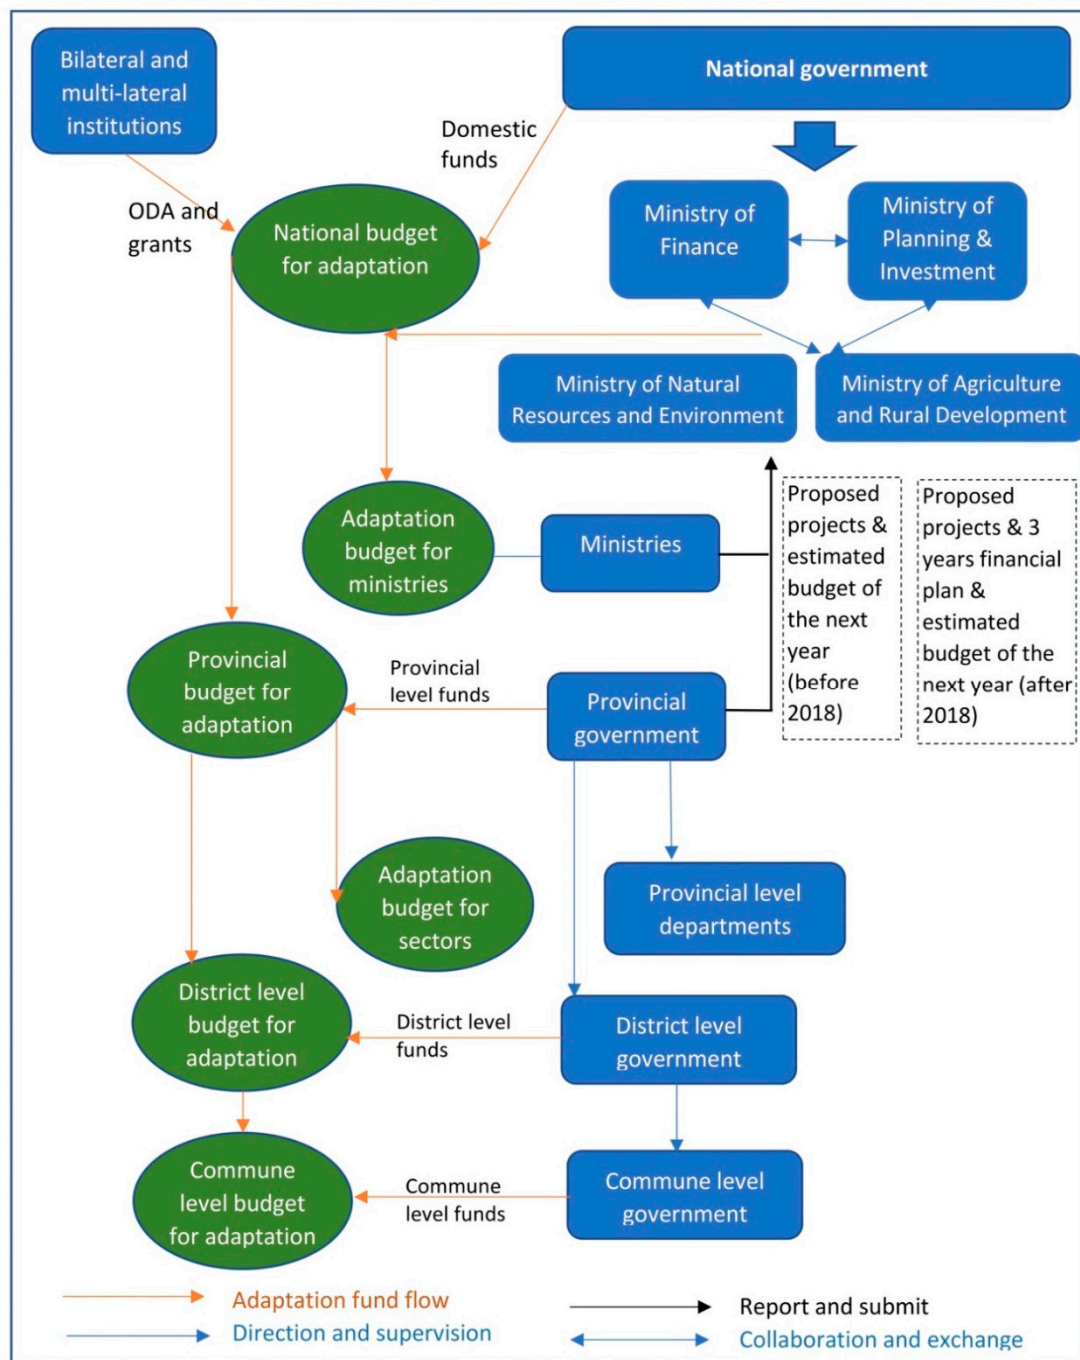 Bilateral and
multi-lateral
institutions
National government
Domestic
funds
ODA and
grants
National budget
for adaptation
Ministry of
Finance
Ministry of
Planning &
Investment
Ministry of Natural
Resources and Environment
Ministry of Agriculture
and Rural Development
Adaptation
budget for
ministries
Ministries
Proposed
projects &
estimated
budget of
the next
year
(before
2018)
Proposed
projects & 3
years financial
plan &
estimated
budget of the
next year (after
2018)
Provincial
budget for
adaptation
Provincial
level funds
Provincial
government
Adaptation
budget for
sectors
Provincial level
departments
District level
budget for
adaptation
District level
funds
District level
government
Commune
level budget
for adaptation
Commune
level funds
Commune level
government
Adaptation fund flow
Direction and supervision
Report and submit
Collaboration and exchange